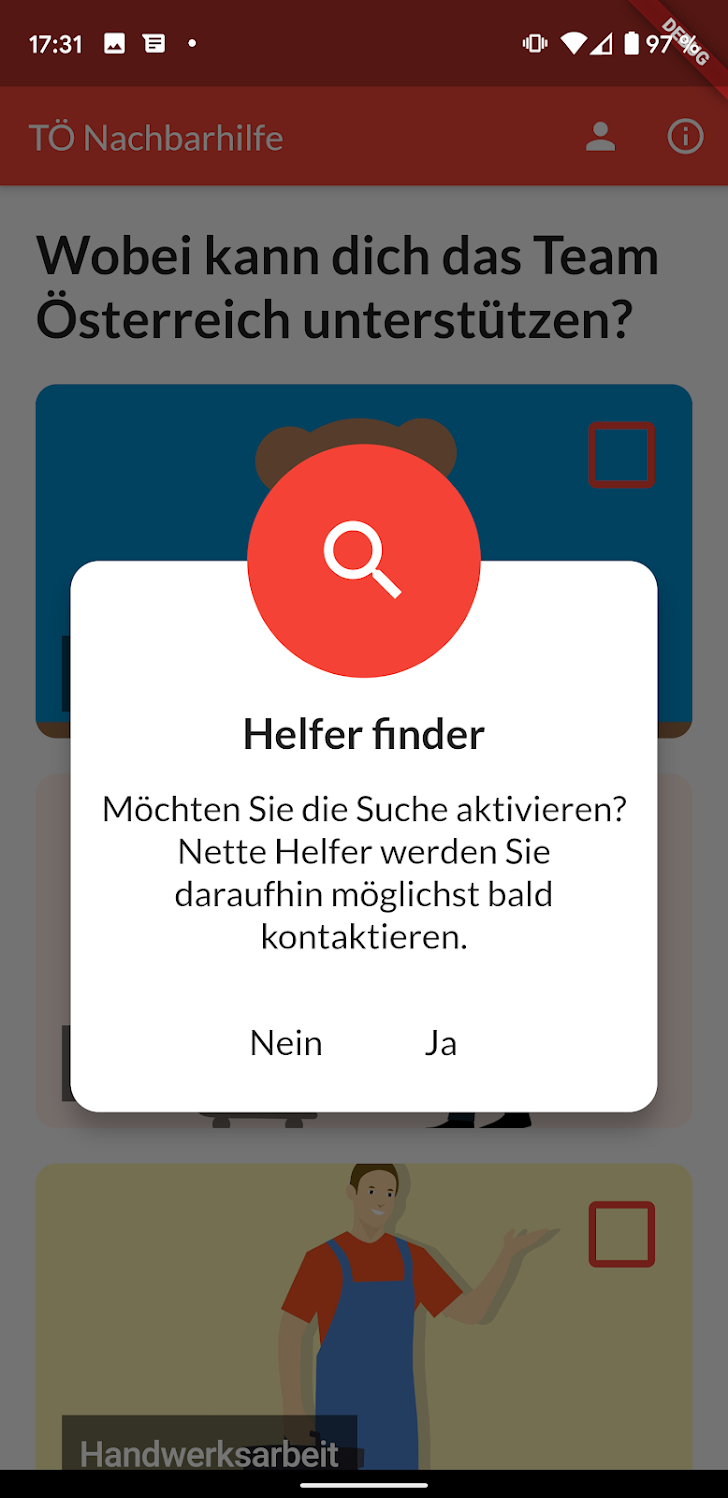 17:31
97 %
DEBUG
TÖ Nachbarhilfe
Wobei kann dich das Team
Österreich unterstützen?
Helfer finder
Möchten Sie die Suche aktivieren?
Nette Helfer werden Sie
daraufhin möglichst bald
kontaktieren.
Nein Ja
Handwerksarbeit